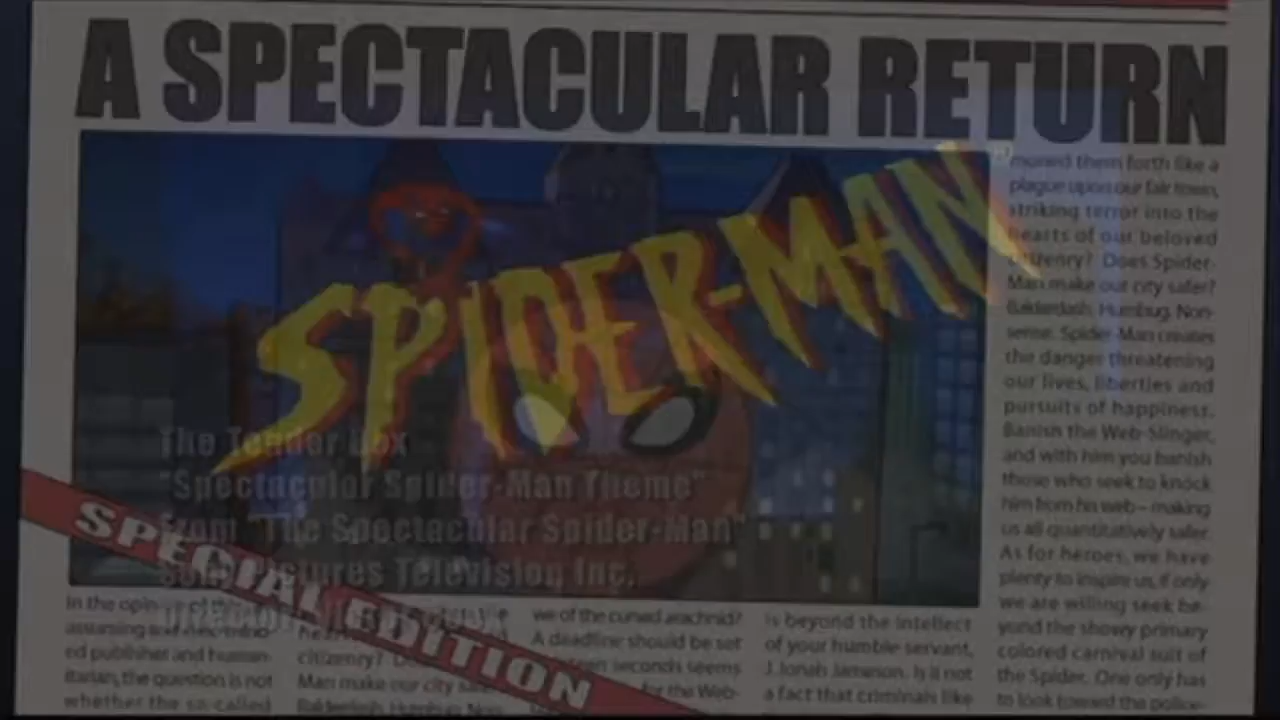 A SPECTACULAR RETURN
SPIDER-MAN
The Tender Box
"Spectacular Spider-Man Theme"
From "The Spectacular Spider-Man"
Sony Pictures Television Inc.
SPECIAL EDITION
In the opin
ed publisher and human-
itarian, the question is not
whether the so-called
citizenry?
Man make our city
we of the cursed arachnid?
A deadline should be set
seconds seems
for the Web-
is beyond the intellect
of your humble servant,
J. Jonah Jameson. Is it not
a fact that criminals like
moned them forth like a
plague upon our fair town,
striking terror into the
hearts of our beloved
citizenry? Does Spider-
Man make our city safer?
Balderdash. Humbug. Non-
sense. Spider-Man creates
the danger threatening
our lives, liberties and
pursuits of happiness.
Banish the Web-Slinger,
and with him you banish
those who seek to knock
him from his web – making
us all quantitatively safer.
As for heroes, we have
plenty to inspire us, if only
we are willing seek be-
yond the showy primary
colored carnival suit of
the Spider. One only has
to look toward the police-